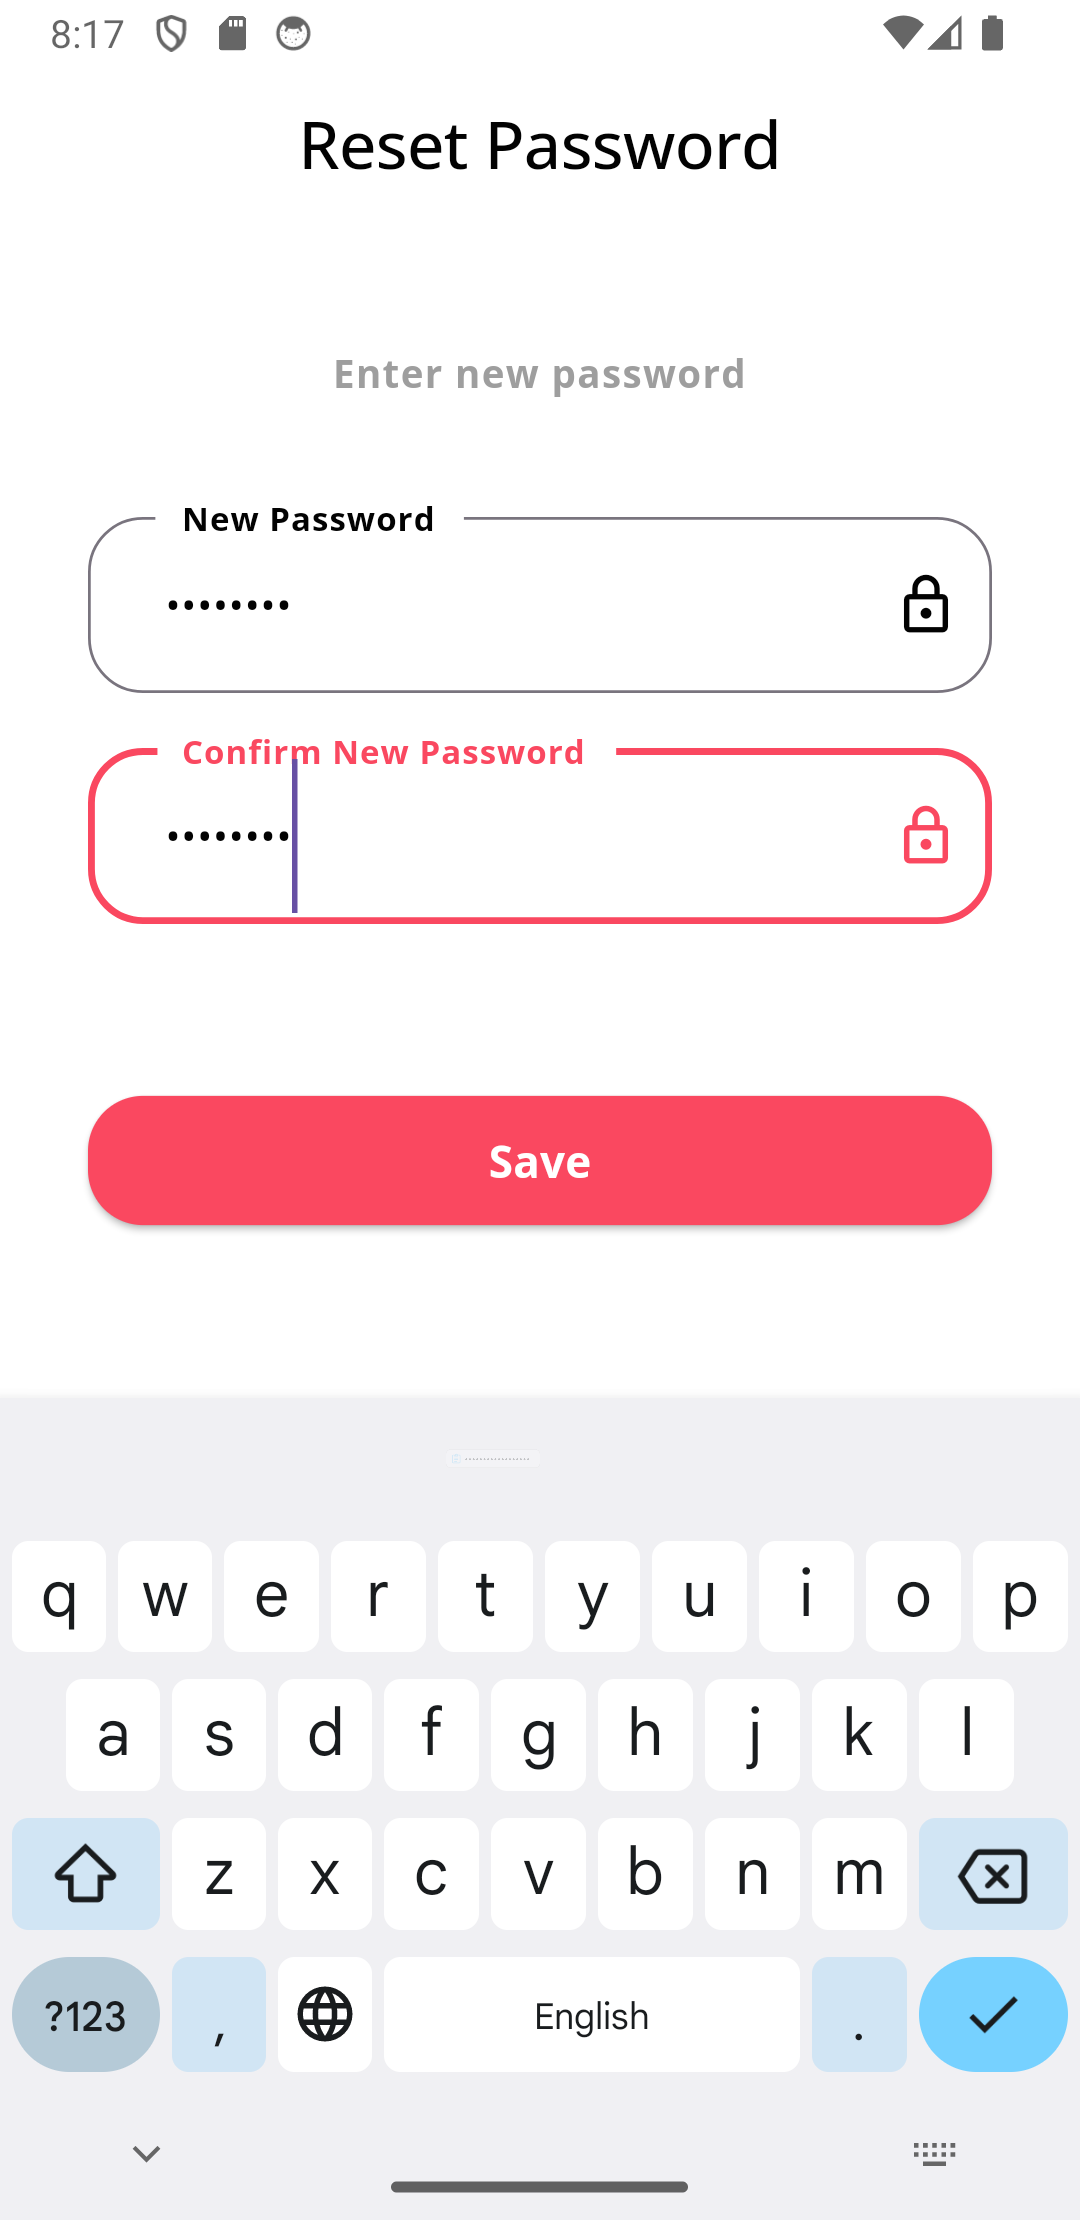 8:17
Reset Password
Enter new password
New Password
••••••••
Confirm New Password
••••••••
Save
q w e r t y u i o p
a s d f g h j k l
z x c v b n m
?123 , English .